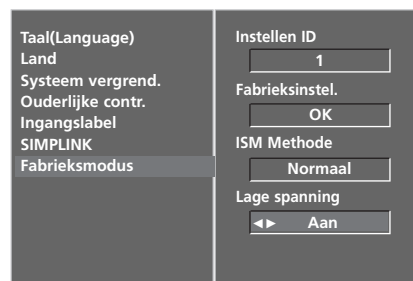 Taal(Language)
Land
Systeem vergrend.
Ouderlijke contr.
Ingangslabel
SIMPLINK
Fabrieksmodus
Instellen ID
1
Fabrieksinstel.
OK
ISM Methode
Normaal
Lage spanning
◄► Aan